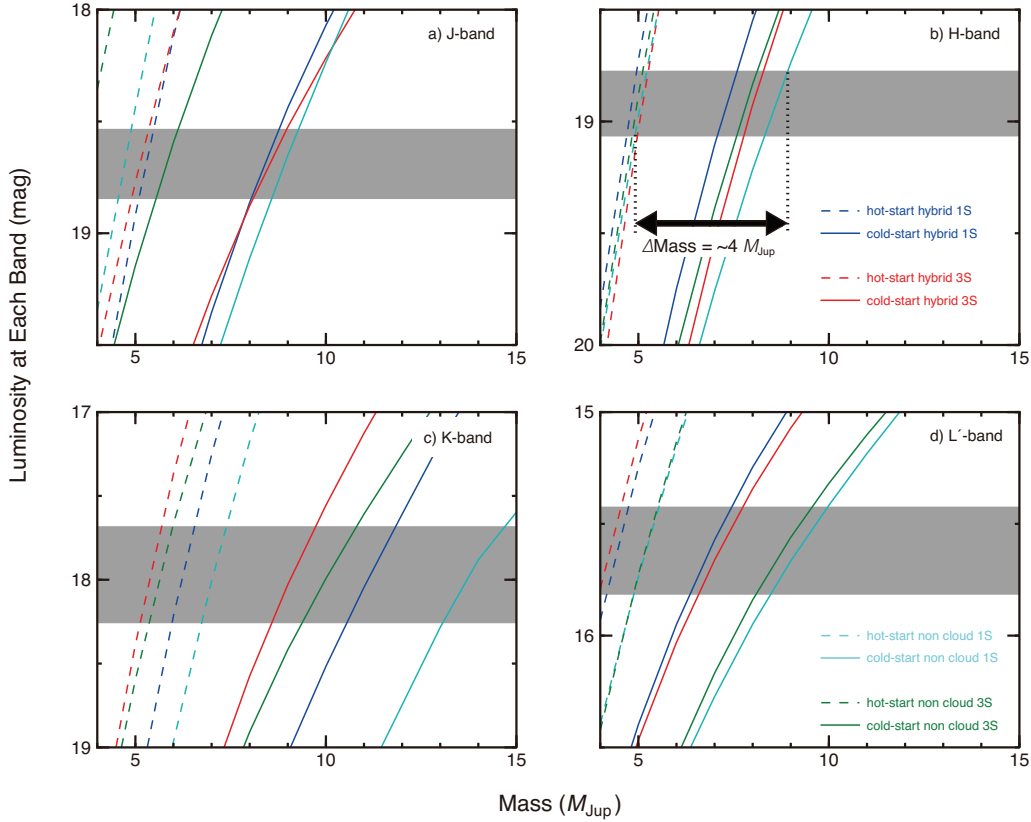 Luminosity at Each Band (mag)
18
19
5
10
15
a) J-band
19
20
5
10
15
b) H-band
ΔMass = ~4 MJup
hot-start hybrid 1S
cold-start hybrid 1S
hot-start hybrid 3S
cold-start hybrid 3S
17
18
19
5
10
15
c) K-band
15
16
5
10
15
d) L´-band
hot-start non cloud 1S
cold-start non cloud 1S
hot-start non cloud 3S
cold-start non cloud 3S
Mass (MJup)